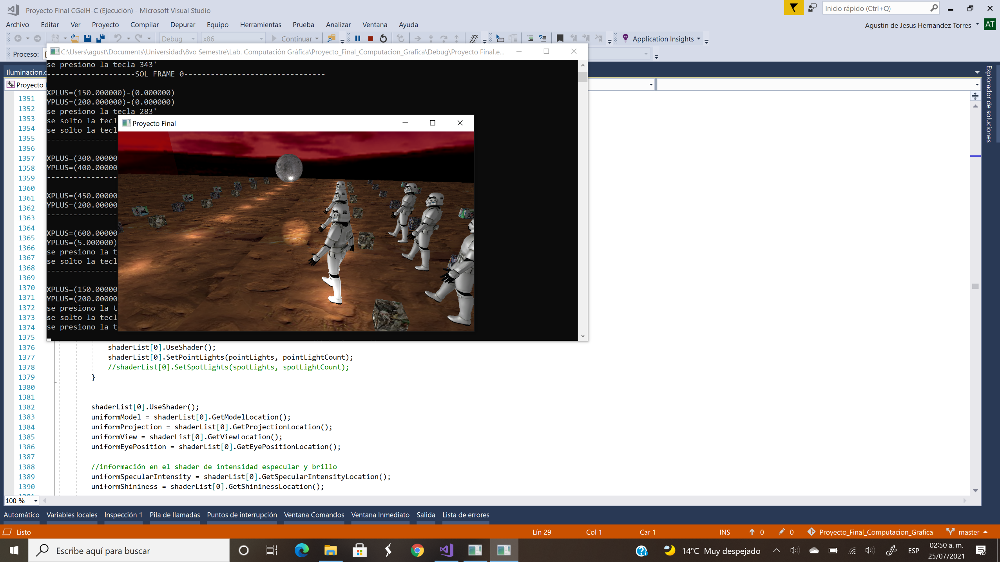 Proyecto Final CGeIH-C (Ejecución) - Microsoft Visual Studio
Inicio rápido (Ctrl+Q)
Archivo Editar Ver Proyecto Compilar Depurar Equipo Herramientas Prueba Analizar Ventana Ayuda
Agustin de Jesus Hernandez Torres AT
Debug x86 Continuar Application Insights
Proceso:
C:\Users\agust\Documents\Universidad\8vo Semestre\Lab. Computación Gráfica\Proyecto_Final_Computacion_Grafica\Debug\Proyecto Final.e...
se presiono la tecla 343'
--------------------SOL FRAME 0--------------------------------
XPLUS=(150.000000)-(0.000000)
YPLUS=(200.000000)-(0.000000)
se presiono la tecla 283'
se solto la tecl
se solto la tecl
----------------
XPLUS=(300.00000
YPLUS=(400.00000
----------------
XPLUS=(450.00000
YPLUS=(200.00000
----------------
XPLUS=(600.00000
YPLUS=(5.000000)
se presiono la t
se solto la tecl
----------------
XPLUS=(150.00000
YPLUS=(200.00000
se presiono la t
se solto la tecl
se presiono la t
Proyecto Final
Iluminacion.c
Proyecto
Explorador de soluciones
1351
1352
1353
1354
1355
1356
1357
1358
1359
1360
1361
1362
1363
1364
1365
1366
1367
1368
1369
1370
1371
1372
1373
1374
1375
1376 shaderList[0].UseShader();
1377 shaderList[0].SetPointLights(pointLights, pointLightCount);
1378 //shaderList[0].SetSpotLights(spotLights, spotLightCount);
1379 }
1380
1381
1382 shaderList[0].UseShader();
1383 uniformModel = shaderList[0].GetModelLocation();
1384 uniformProjection = shaderList[0].GetProjectionLocation();
1385 uniformView = shaderList[0].GetViewLocation();
1386 uniformEyePosition = shaderList[0].GetEyePositionLocation();
1387
1388 //información en el shader de intensidad especular y brillo
1389 uniformSpecularIntensity = shaderList[0].GetSpecularIntensityLocation();
1390 uniformShininess = shaderList[0].GetShininessLocation();
100 %
Automático Variables locales Inspección 1 Pila de llamadas Puntos de interrupción Ventana Comandos Ventana Inmediato Salida Lista de errores
Listo Lín 29 Col 1 Car 1 INS 0 0 Proyecto_Final_Computacion_Grafica master
Escribe aquí para buscar
14°C Muy despejado
ESP
02:50 a. m.
25/07/2021